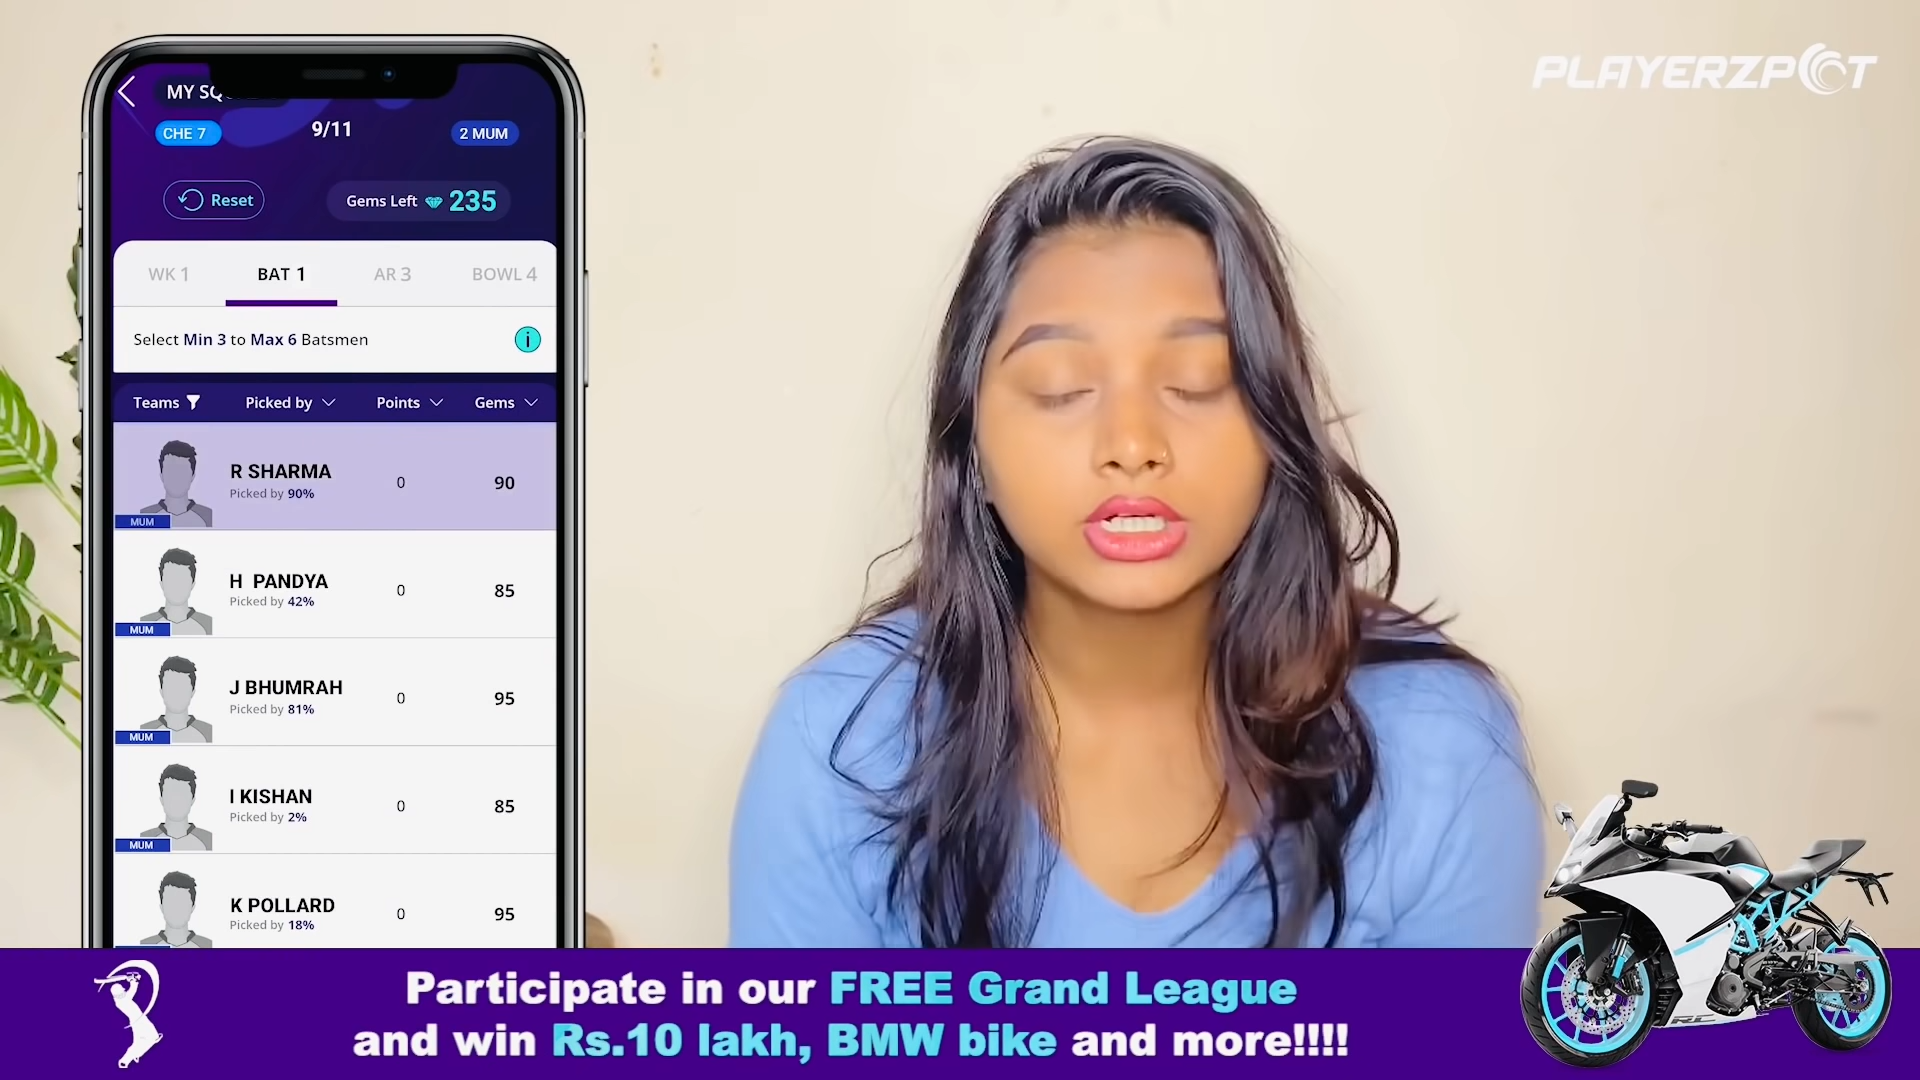 MY SQ
CHE 7
9/11
2 MUM
Reset
Gems Left 235
WK 1
BAT 1
AR 3
BOWL 4
Select Min 3 to Max 6 Batsmen
i
Teams
Picked by
Points
Gems
R SHARMA
Picked by 90%
0
90
MUM
H PANDYA
Picked by 42%
0
85
MUM
J BHUMRAH
Picked by 81%
0
95
MUM
I KISHAN
Picked by 2%
0
85
MUM
K POLLARD
Picked by 18%
0
95
PLAYERZPOT
RC
Participate in our FREE Grand League
and win Rs.10 lakh, BMW bike and more!!!!